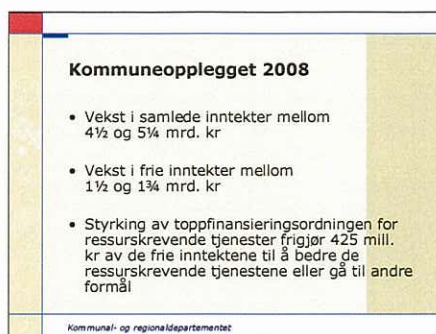 Kommuneopplegget 2008
• Vekst i samlede inntekter mellom
4½ og 5¼ mrd. kr
• Vekst i frie inntekter mellom
1½ og 1¾ mrd. kr
• Styrking av toppfinansieringsordningen for
ressurskrevende tjenester frigjør 425 mill.
kr av de frie inntektene til å bedre de
ressurskrevende tjenestene eller gå til andre
formål
Kommunal- og regionaldepartementet